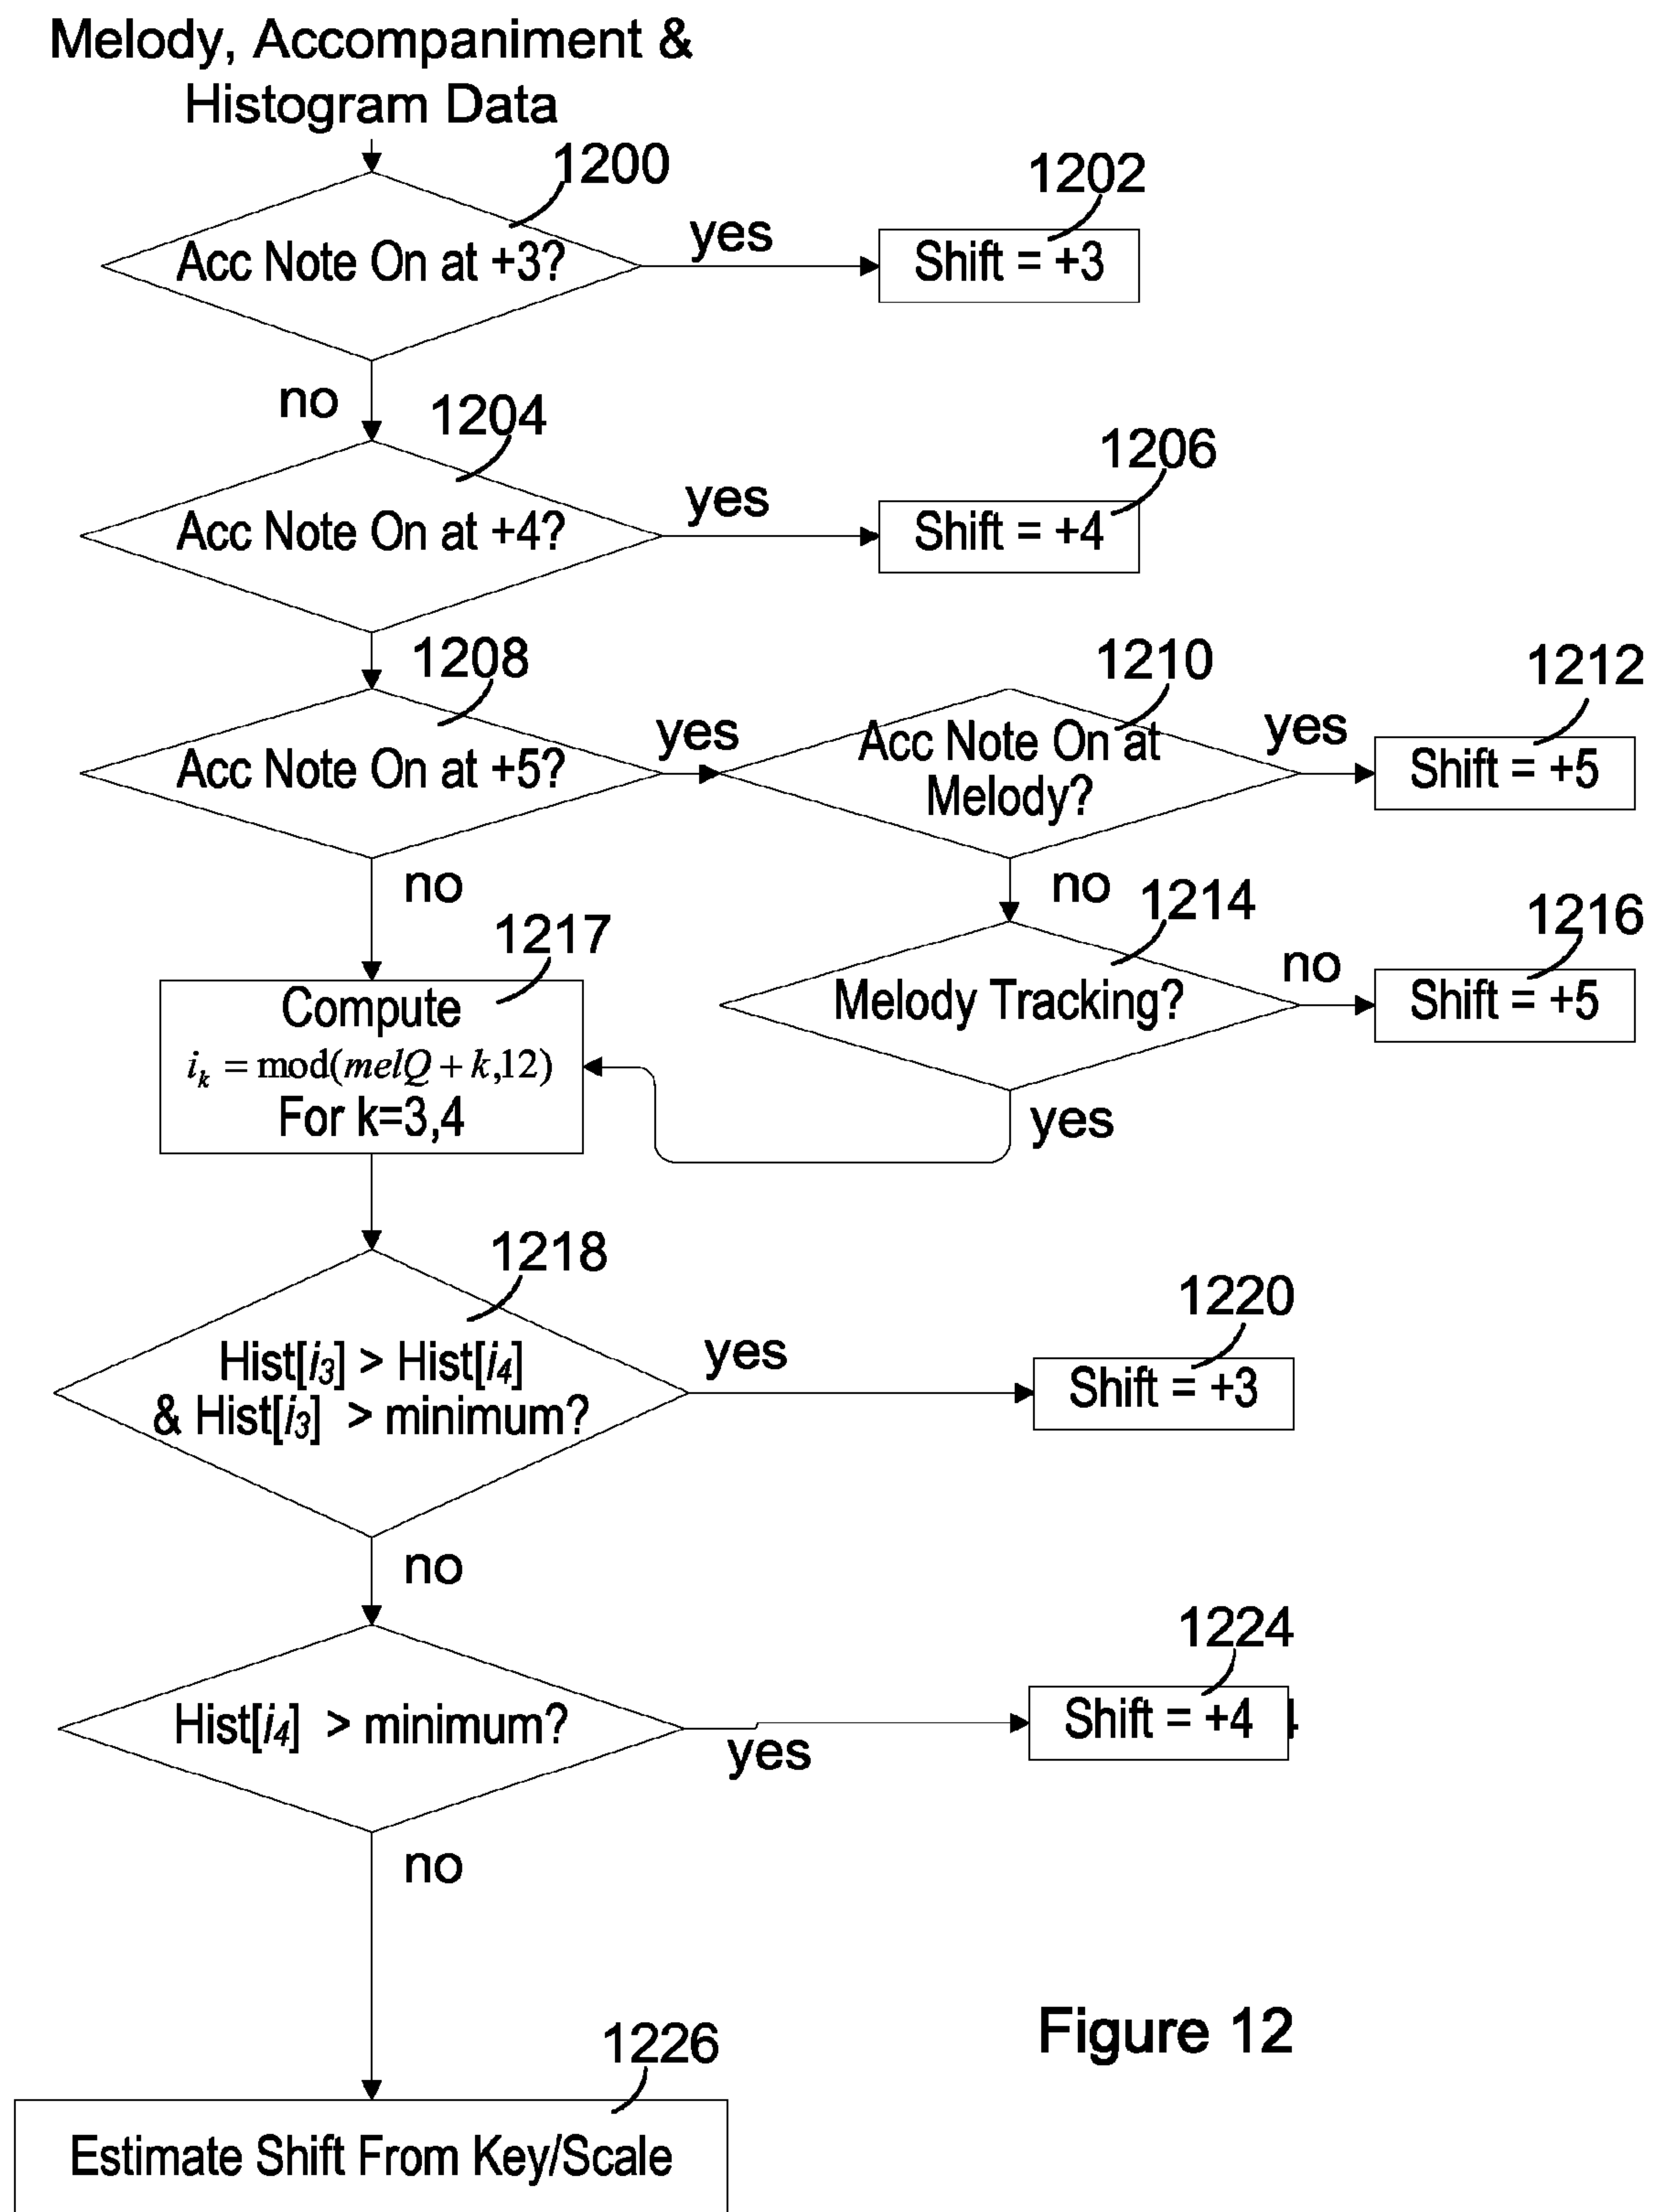 Melody, Accompaniment &
Histogram Data
1200
1202
Acc Note On at +3?
yes
Shift = +3
no
1204
1206
Acc Note On at +4?
yes
Shift = +4
1208
1210
1212
Acc Note On at +5?
yes
Acc Note On at
Melody?
yes
Shift = +5
no
no
1214
1216
1217
Melody Tracking?
no
Shift = +5
Compute
i_k = mod(melQ + k,12)
For k=3,4
yes
1218
1220
Hist[i3] > Hist[i4]
& Hist[i3] > minimum?
yes
Shift = +3
no
1224
Hist[i4] > minimum?
yes
Shift = +4
no
Figure 12
1226
Estimate Shift From Key/Scale